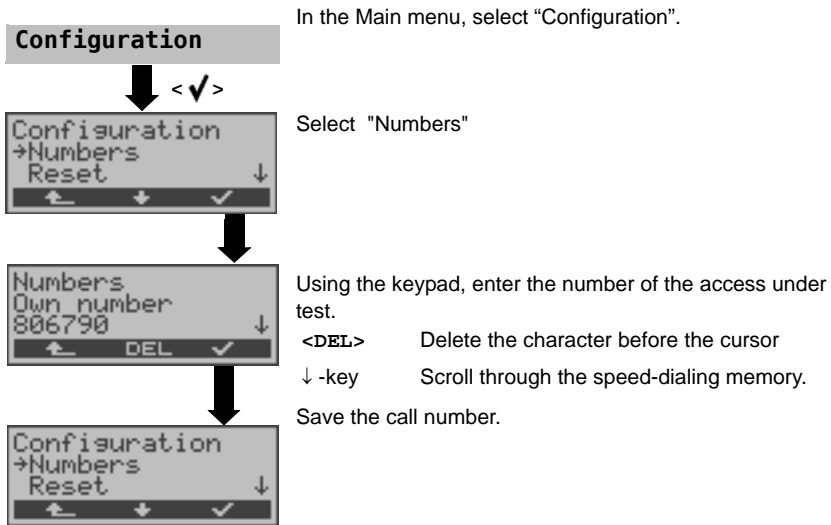 In the Main menu, select “Configuration”.
Configuration
<✓>
Configuration
→Numbers
Reset ↓
Select "Numbers"
Numbers
Own number
806790 ↓
DEL ✓
Using the keypad, enter the number of the access under
test.
<DEL> Delete the character before the cursor
↓ -key Scroll through the speed-dialing memory.
Save the call number.
Configuration
→Numbers
Reset ↓